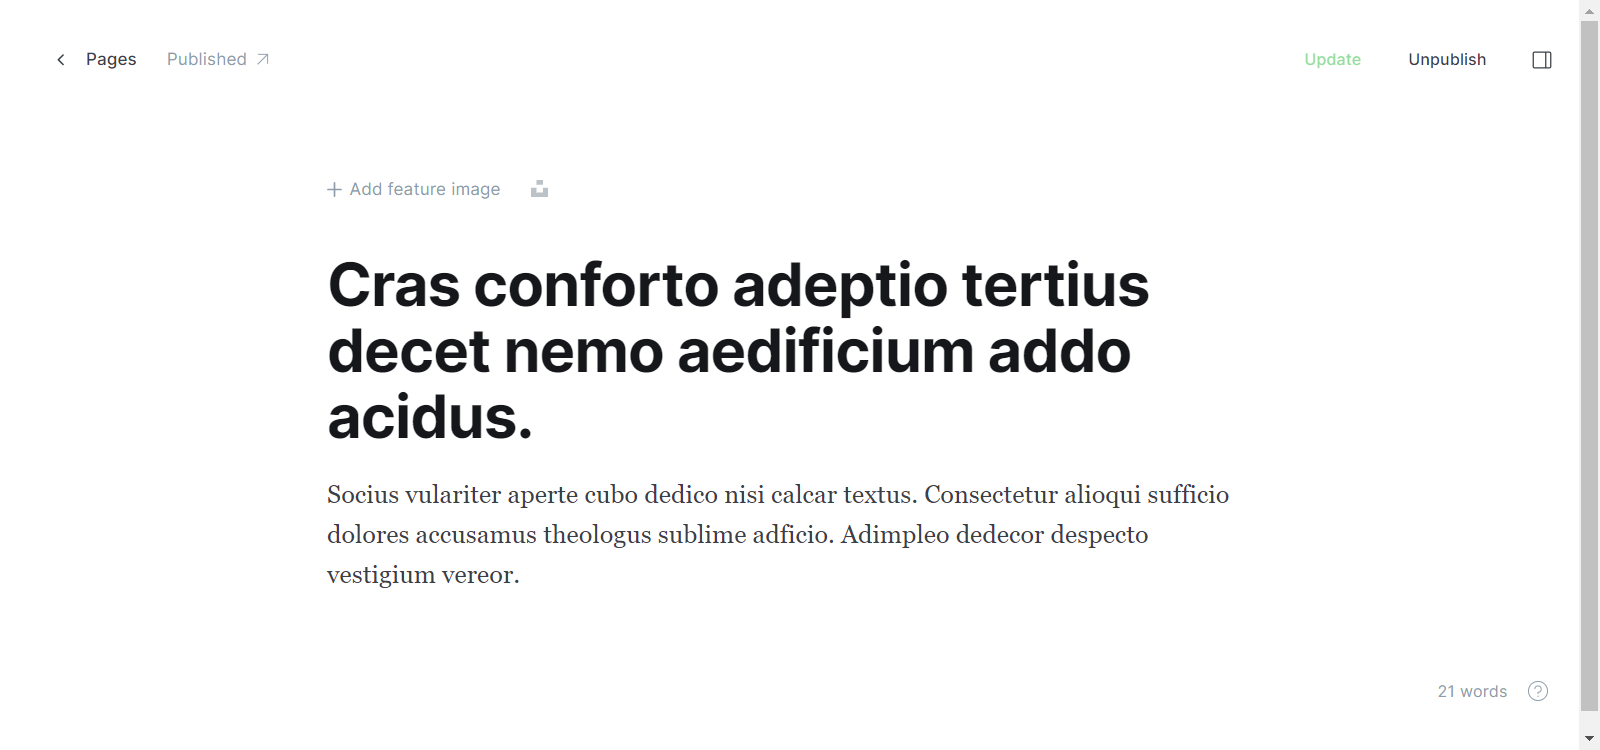 Pages
Published
Update
Unpublish
Add feature image
Cras conforto adeptio tertius
decet nemo aedificium addo
acidus.
Socius vulariter aperte cubo dedico nisi calcar textus. Consectetur alioqui sufficio
dolores accusamus theologus sublime adficio. Adimpleo dedecor despecto
vestigium vereor.
21 words
?